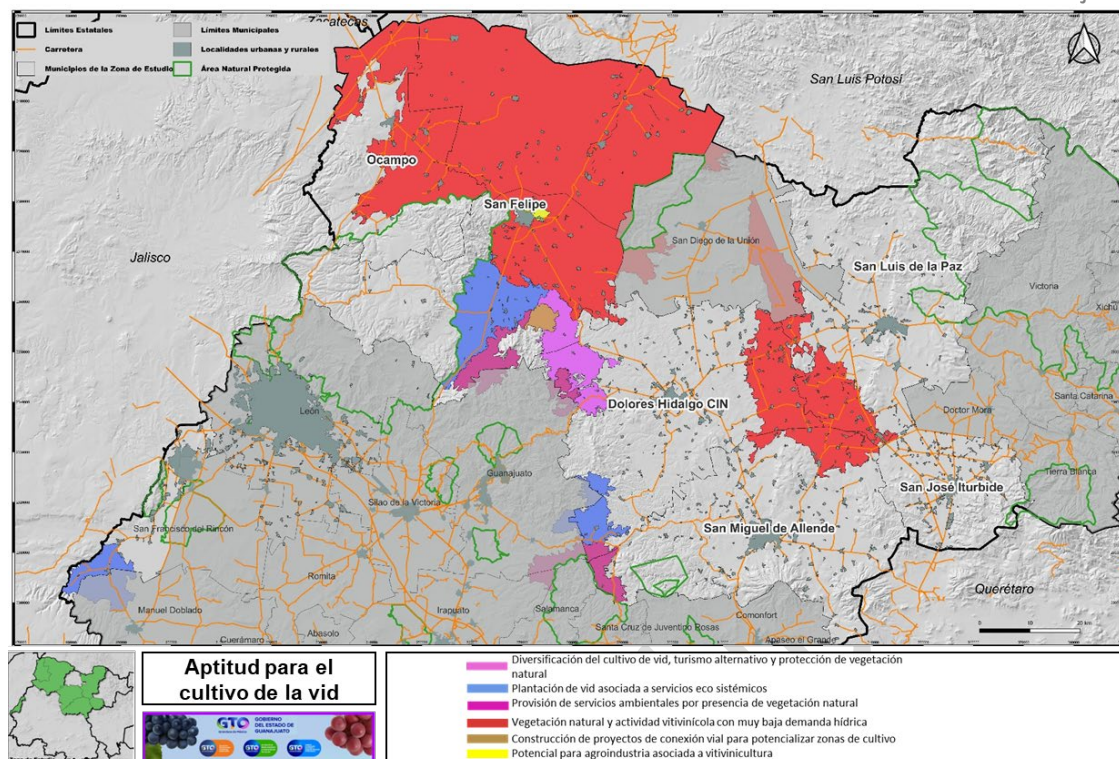 Límites Estatales
Límites Municipales
Carretera
Localidades urbanas y rurales
Municipios de la Zona de Estudio
Área Natural Protegida
Zacatecas
San Luis Potosí
Ocampo
San Felipe
San Diego de la Unión
Jalisco
San Luis de la Paz
Victoria
Xichú
León
Dolores Hidalgo CIN
Santa Catarina
Doctor Mora
Guanajuato
Tierra Blanca
San José Iturbide
Silao de la Victoria
San Francisco del Rincón
San Miguel de Allende
Romita
Querétaro
Manuel Doblado
Irapuato
Salamanca
Comonfort
Abasolo
Santa Cruz de Juventino Rosas
Cuerámaro
Apaseo el Grande
Aptitud para el
cultivo de la vid
GTO
GOBIERNO
DEL ESTADO DE
GUANAJUATO
GTO
GTO
GTO
Diversificación del cultivo de vid, turismo alternativo y protección de vegetación
natural
Plantación de vid asociada a servicios eco sistémicos
Provisión de servicios ambientales por presencia de vegetación natural
Vegetación natural y actividad vitivinícola con muy baja demanda hídrica
Construcción de proyectos de conexión vial para potencializar zonas de cultivo
Potencial para agroindustria asociada a vitivinicultura